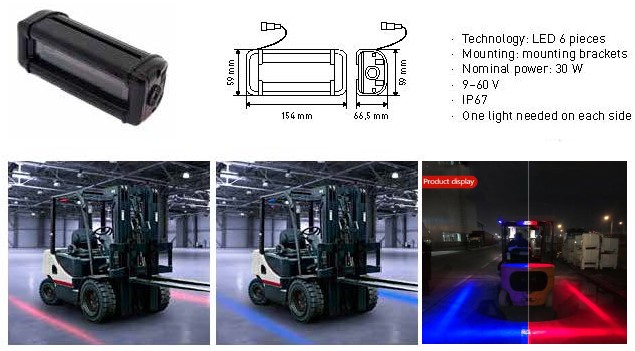 59 mm
154 mm
66,5 mm
59 mm
· Technology: LED 6 pieces
· Mounting: mounting brackets
· Nominal power: 30 W
· 9–60 V
· IP67
· One light needed on each side
Product display